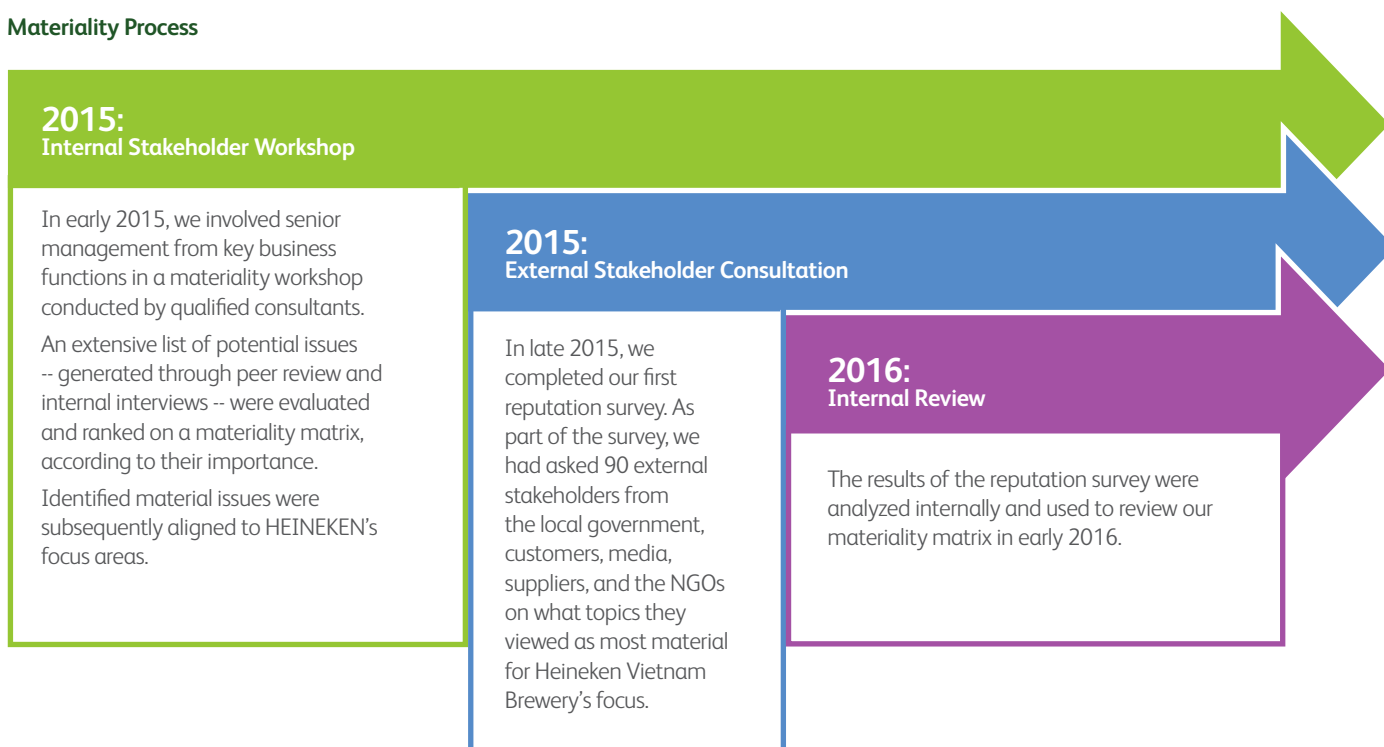 Materiality Process
2015:
Internal Stakeholder Workshop
In early 2015, we involved senior
management from key business
functions in a materiality workshop
conducted by qualified consultants.
An extensive list of potential issues
-- generated through peer review and
internal interviews -- were evaluated
and ranked on a materiality matrix,
according to their importance.
Identified material issues were
subsequently aligned to HEINEKEN’s
focus areas.
2015:
External Stakeholder Consultation
In late 2015, we
completed our first
reputation survey. As
part of the survey, we
had asked 90 external
stakeholders from
the local government,
customers, media,
suppliers, and the NGOs
on what topics they
viewed as most material
for Heineken Vietnam
Brewery’s focus.
2016:
Internal Review
The results of the reputation survey were
analyzed internally and used to review our
materiality matrix in early 2016.